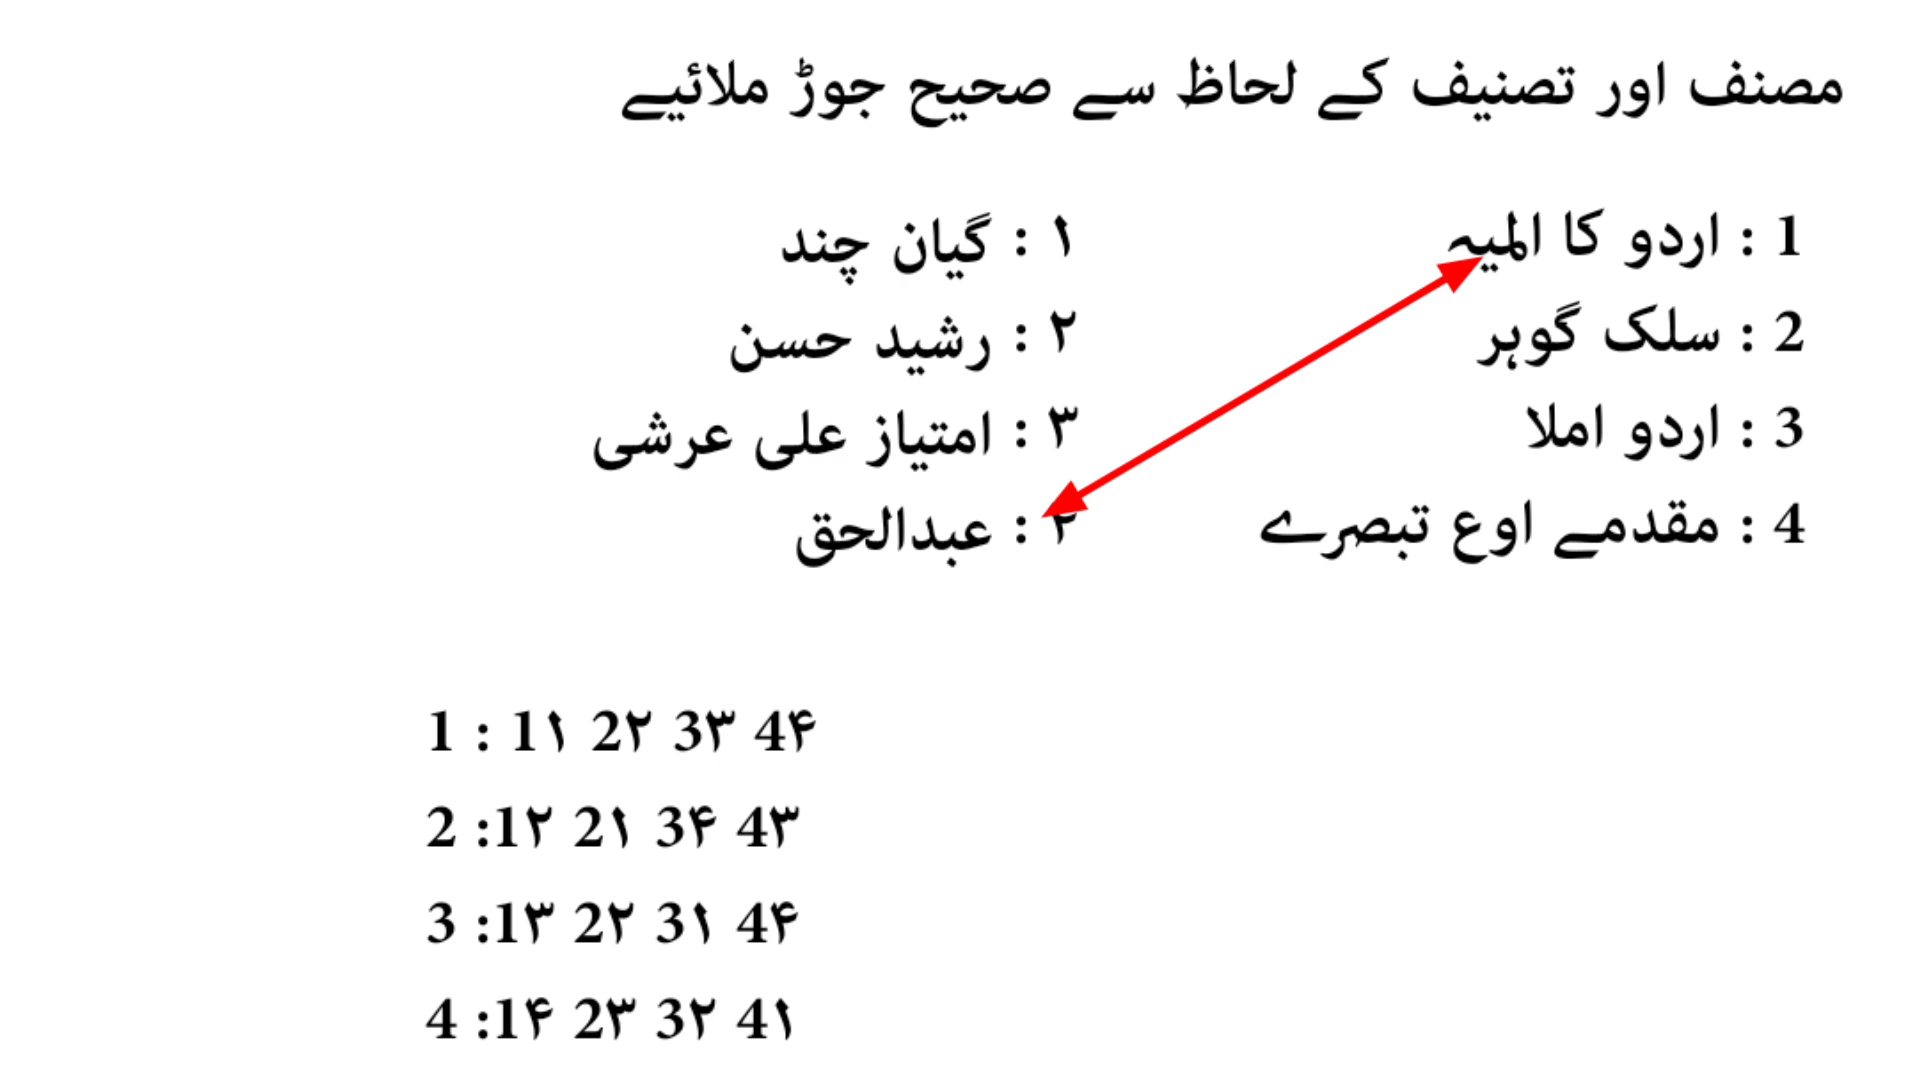 مصنف اور تصنیف کے لحاظ سے صحیح جوڑ ملائیے
1 : اردو کا المیہ
2 : سلک گوہر
3 : اردو املا
4 : مقدمے اوع تبصرے
۱ : گیان چند
۲ : رشید حسن
۳ : امتیاز علی عرشی
۴ : عبدالحق
1 : 1۱ 2۲ 3۳ 4۴
2 :1۲ 2۱ 3۴ 4۳
3 :1۳ 2۲ 3۱ 4۴
4 :1۴ 2۳ 3۲ 4۱